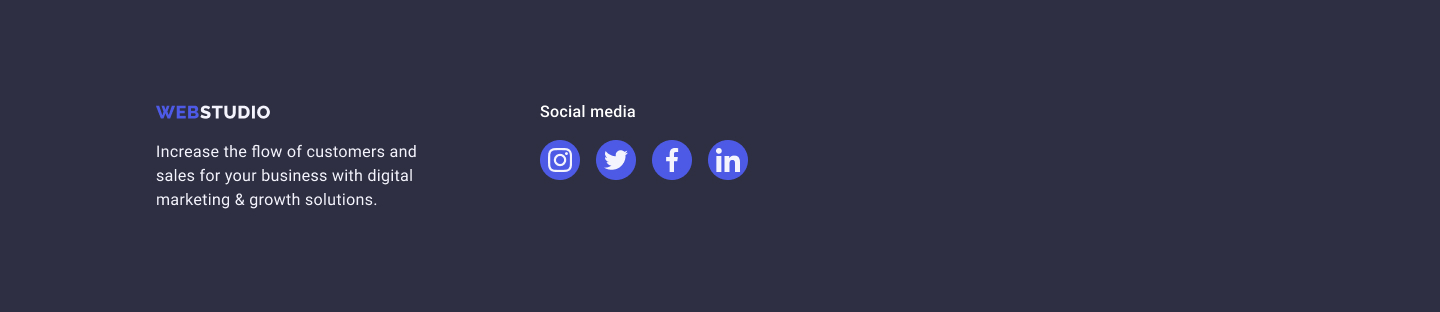 WEBSTUDIO
Increase the flow of customers and
sales for your business with digital
marketing & growth solutions.
Social media